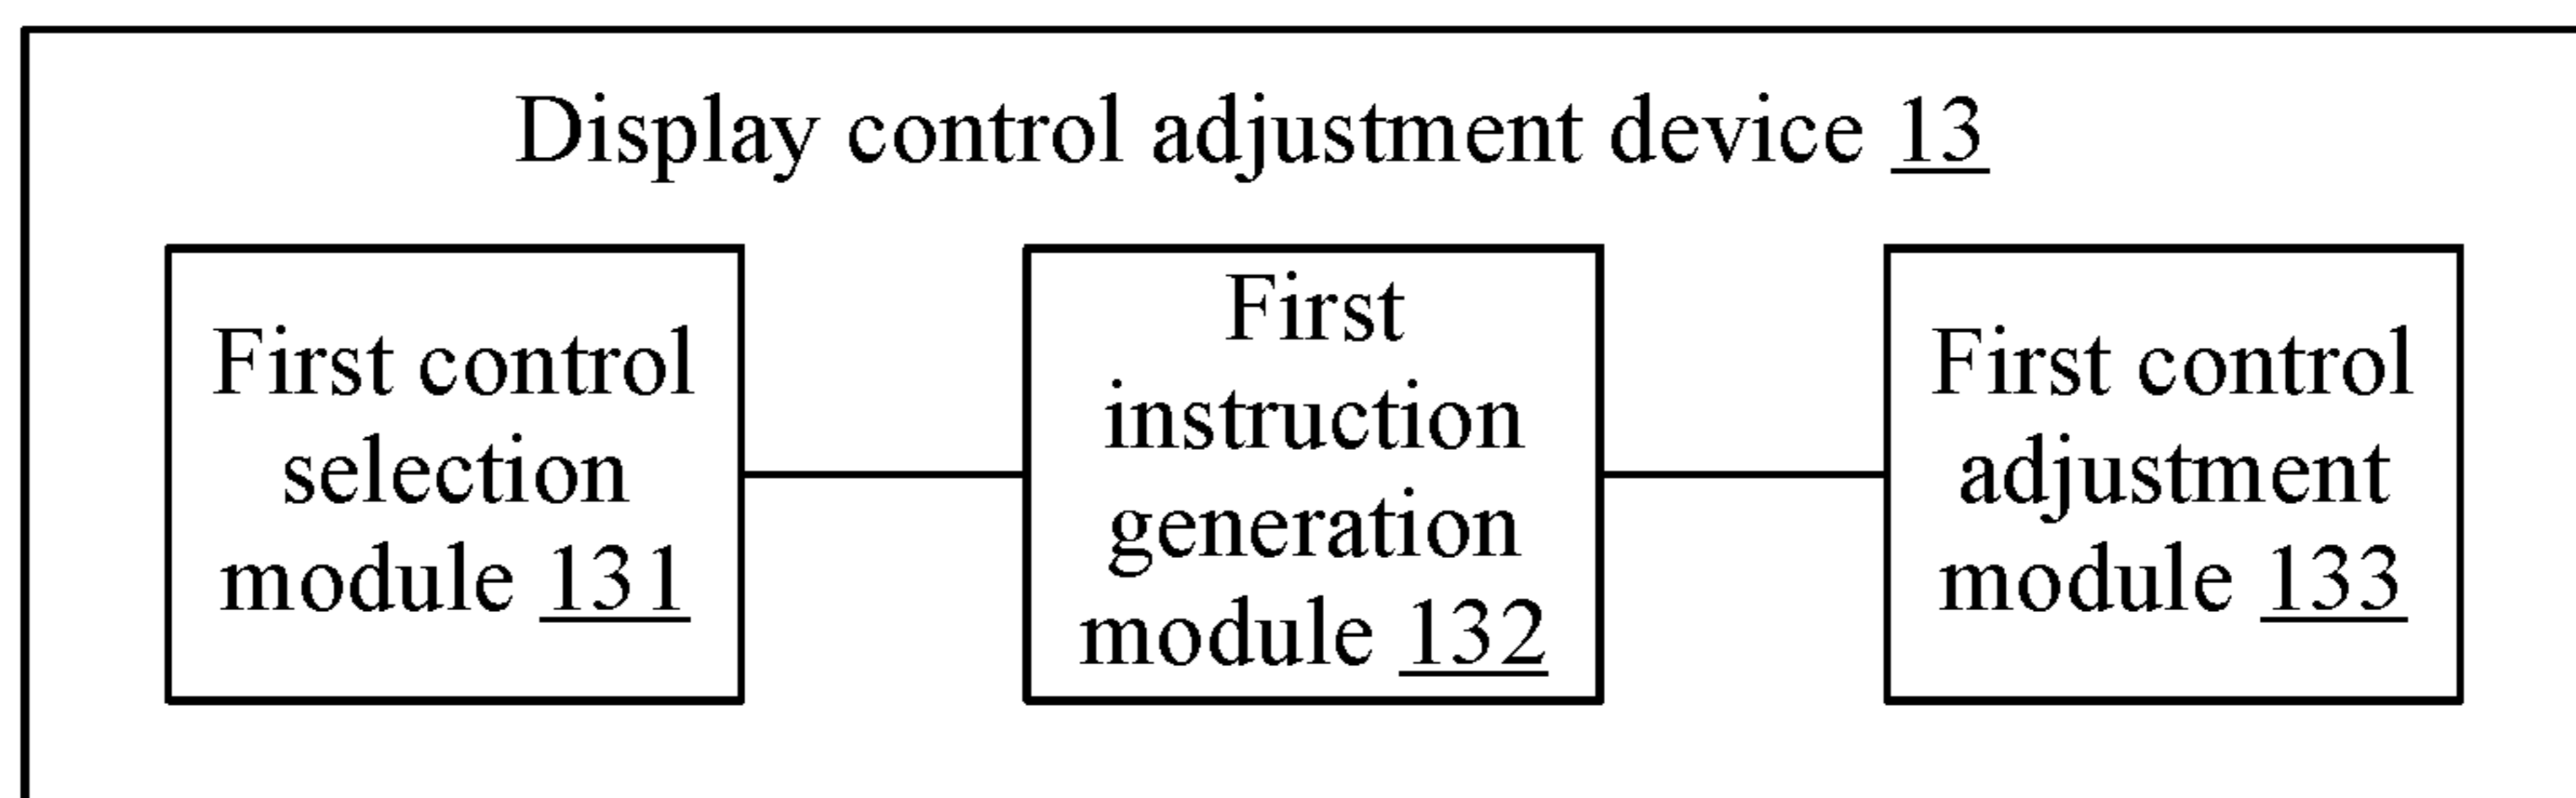 Display control adjustment device 13
First control
selection
module 131
First
instruction
generation
module 132
First control
adjustment
module 133